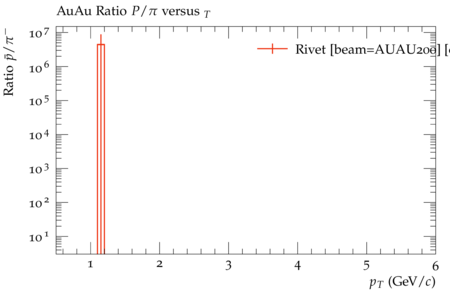 AuAu Ratio P/π versus T
Ratio p̄/π⁻
10⁷
10⁶
10⁵
10⁴
10³
10²
10¹
Rivet [beam=AUAU200]
1 2 3 4 5 6
pT (GeV/c)